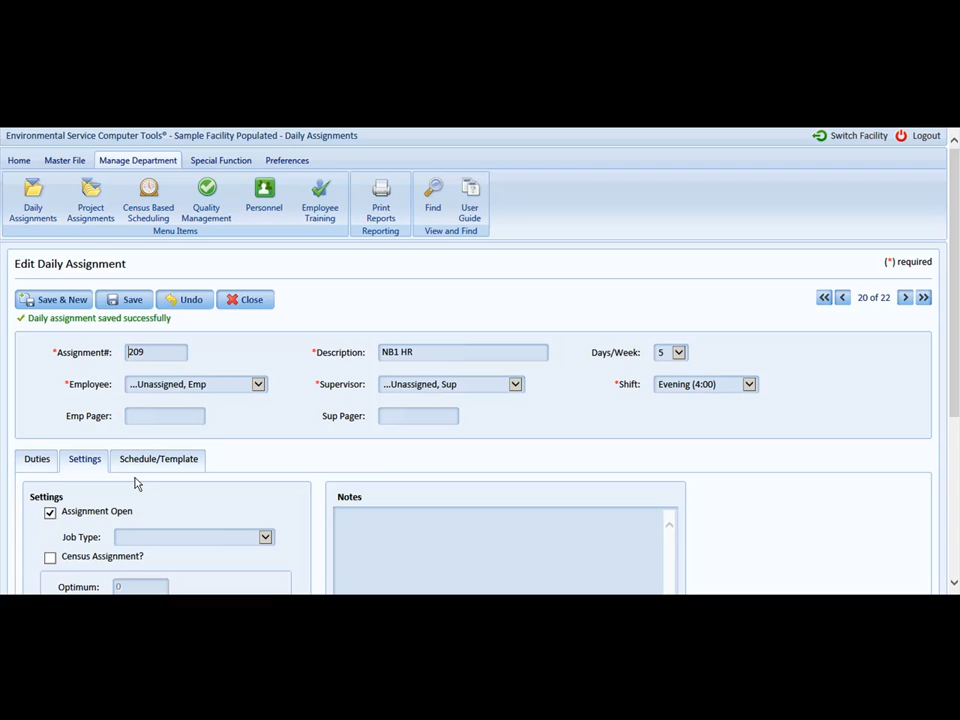 Environmental Service Computer Tools® - Sample Facility Populated - Daily Assignments
Switch Facility Logout
Home Master File Manage Department Special Function Preferences
Daily Assignments
Project Assignments
Census Based Scheduling
Quality Management
Personnel
Employee Training
Print Reports
Find
User Guide
Menu Items Reporting View and Find
Edit Daily Assignment (*) required
Save & New Save Undo Close 20 of 22
Daily assignment saved successfully
*Assignment#: 209 *Description: NB1 HR Days/Week: 5
*Employee: ...Unassigned, Emp *Supervisor: ...Unassigned, Sup *Shift: Evening (4:00)
Emp Pager: Sup Pager:
Duties Settings Schedule/Template
Settings Notes
Assignment Open
Job Type:
Census Assignment?
Optimum: 0